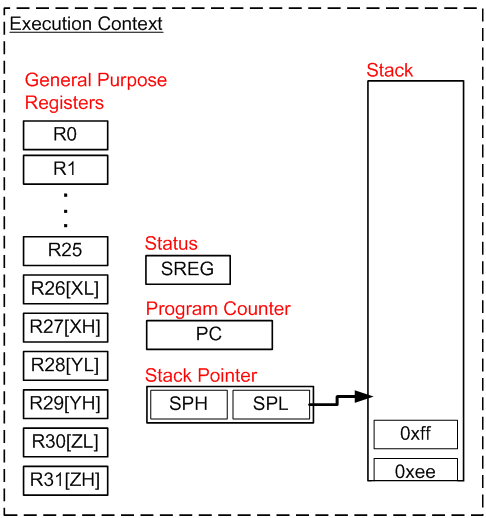 Execution Context
General Purpose
Registers
R0
R1
R25
R26[XL]
R27[XH]
R28[YL]
R29[YH]
R30[ZL]
R31[ZH]
Status
SREG
Program Counter
PC
Stack Pointer
SPH SPL
Stack
0xff
0xee